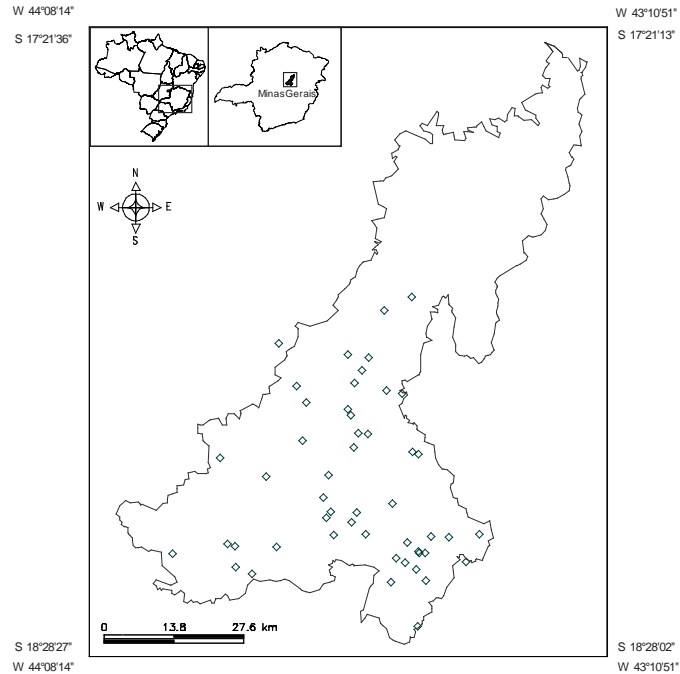 W 44°08'14"
W 43°10'51"
S 17°21'36"
S 17°21'13"
MinasGerais
N
W E
S
0 13.8 27.6 km
S 18°28'27"
S 18°28'02"
W 44°08'14"
W 43°10'51"